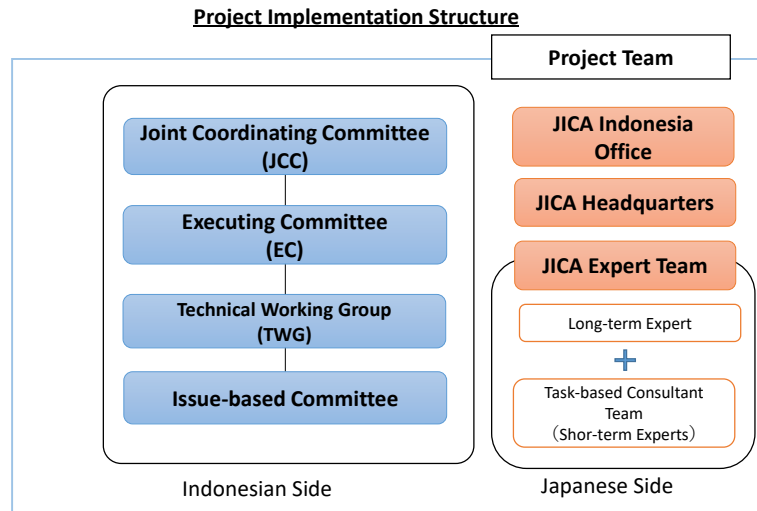 Project Implementation Structure
Project Team
Joint Coordinating Committee
(JCC)
Executing Committee
(EC)
Technical Working Group
(TWG)
Issue-based Committee
Indonesian Side
JICA Indonesia
Office
JICA Headquarters
JICA Expert Team
Long-term Expert
+
Task-based Consultant
Team
（Shor-term Experts）
Japanese Side